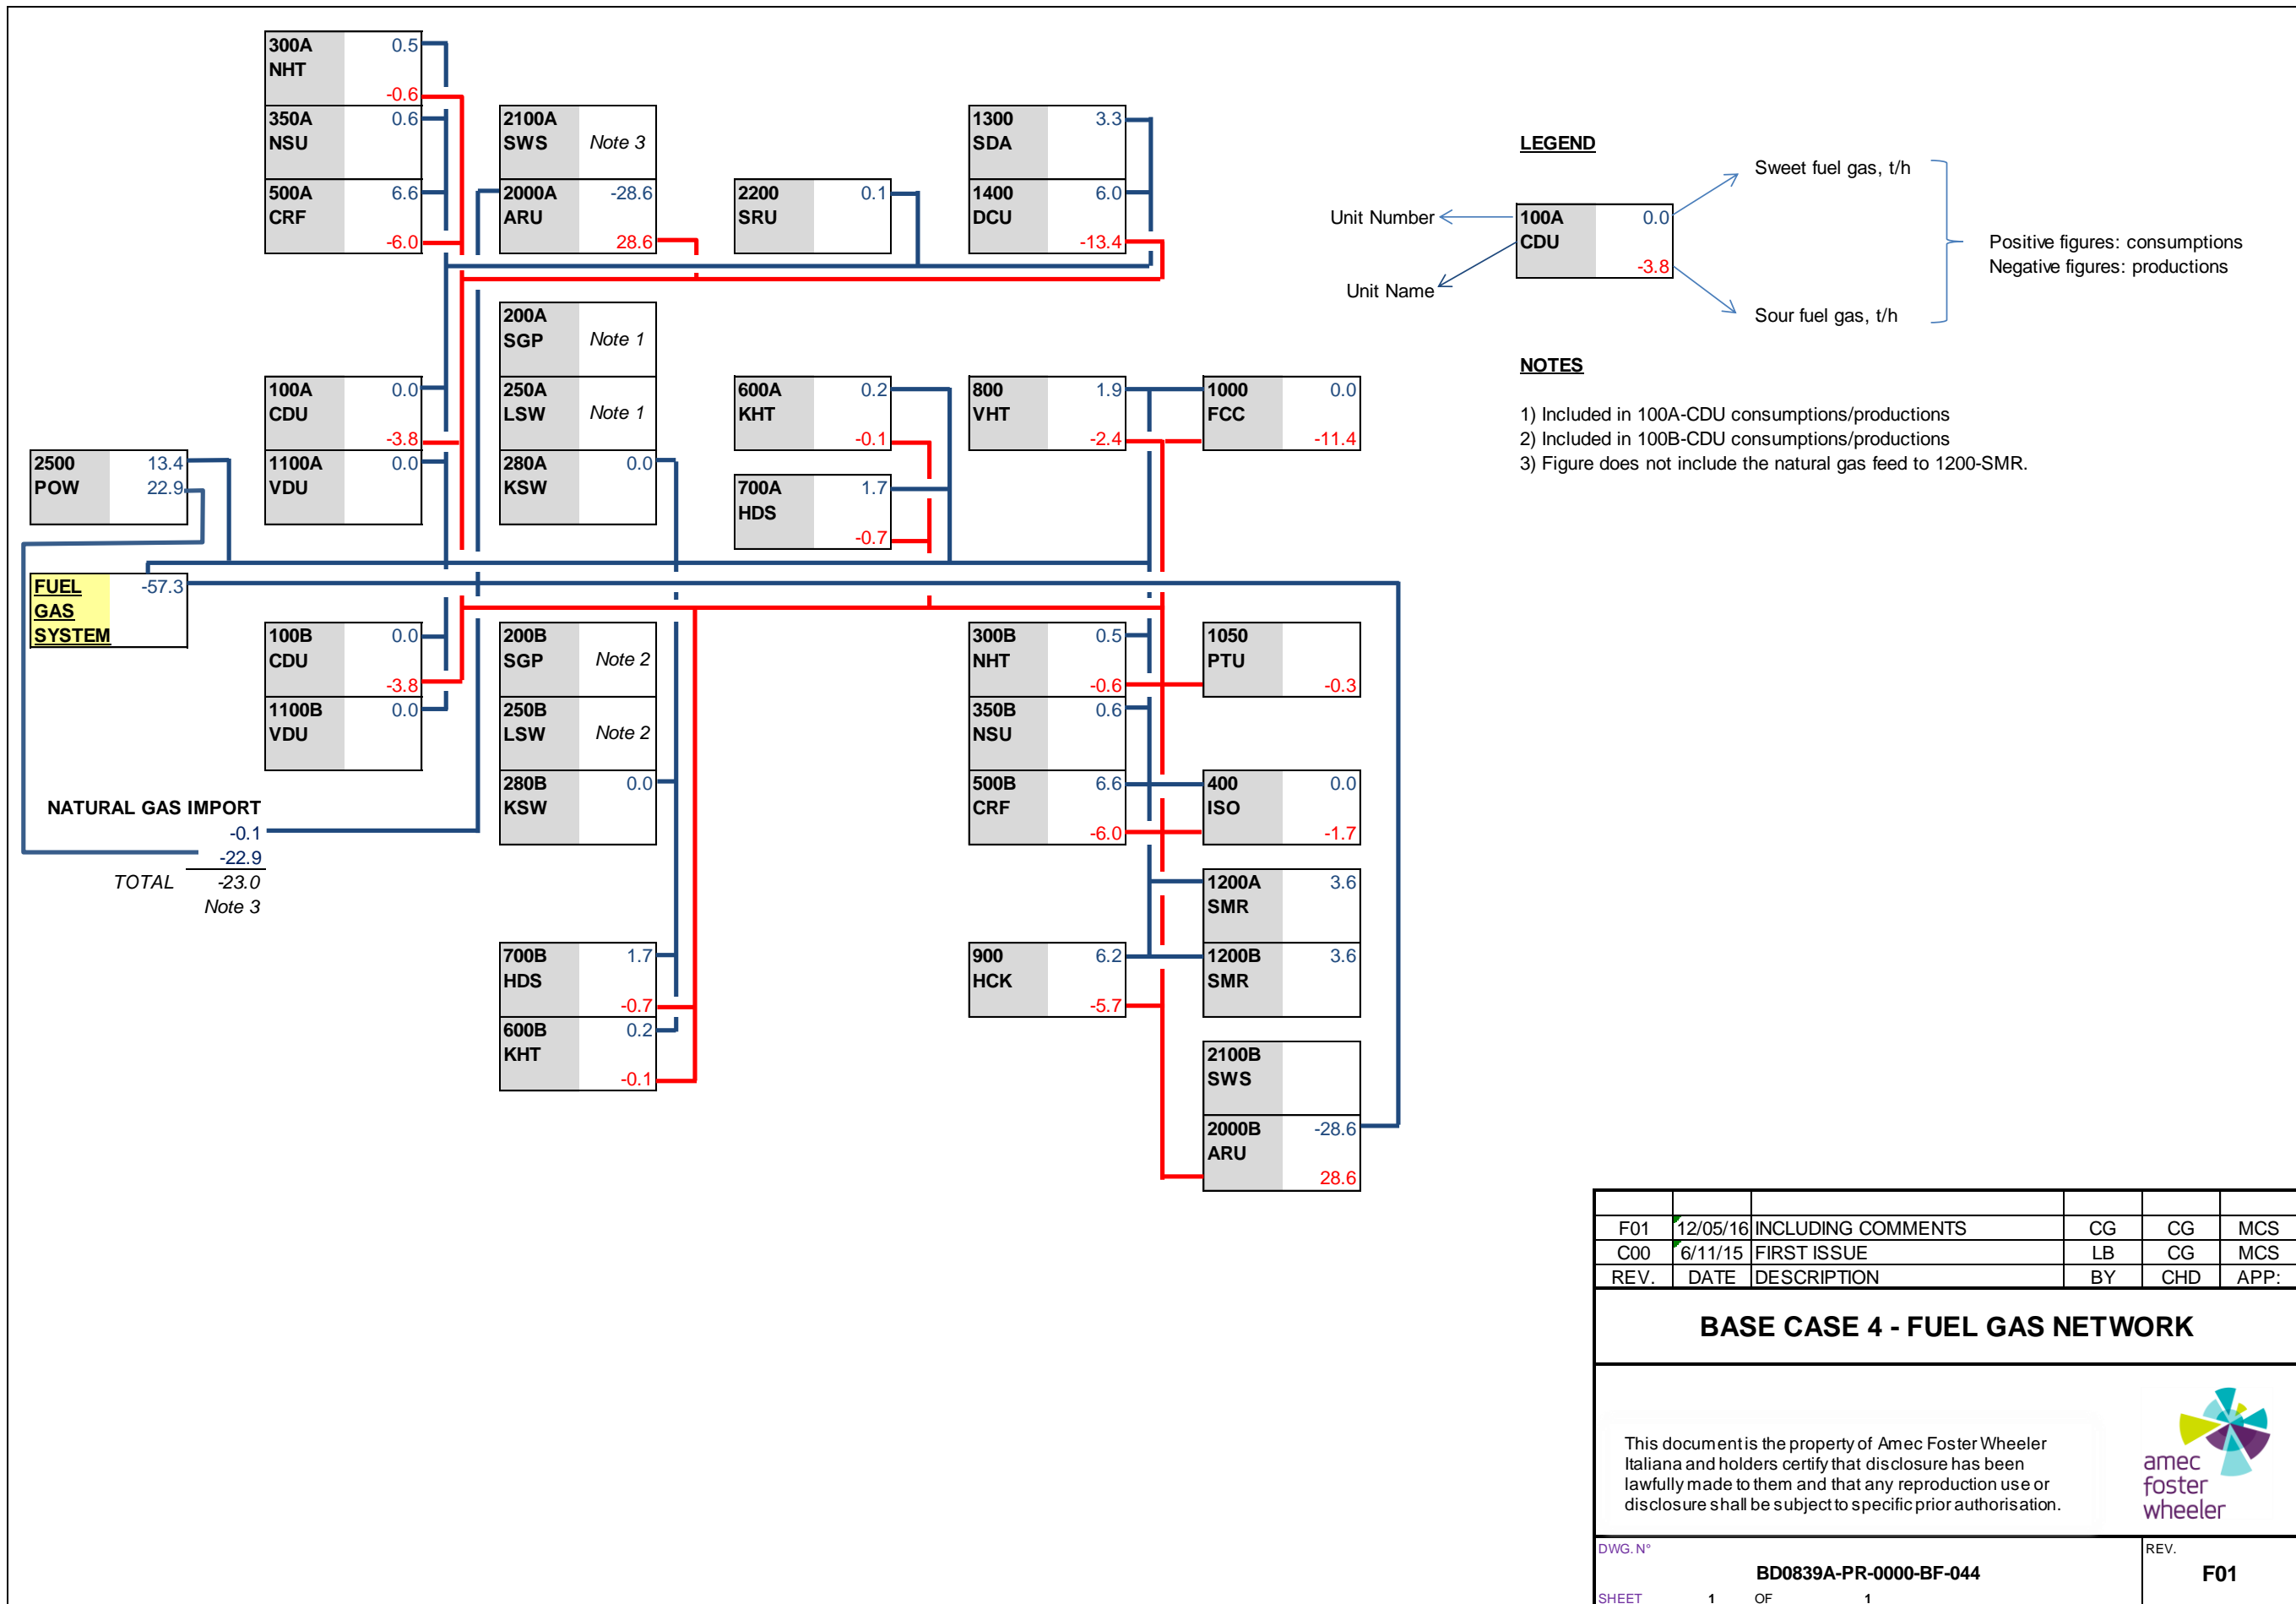 300A 0.5
NHT
-0.6
350A 0.6
NSU
500A 6.6
CRF
-6.0
2100A
SWS Note 3
2000A -28.6
ARU
28.6
2200 0.1
SRU
1300 3.3
SDA
1400 6.0
DCU
-13.4
LEGEND
Sweet fuel gas, t/h
Unit Number
100A 0.0
CDU
-3.8
Unit Name
Sour fuel gas, t/h
Positive figures: consumptions
Negative figures: productions
NOTES
1) Included in 100A-CDU consumptions/productions
2) Included in 100B-CDU consumptions/productions
3) Figure does not include the natural gas feed to 1200-SMR.
200A
SGP Note 1
250A
LSW Note 1
280A 0.0
KSW
100A 0.0
CDU
-3.8
1100A 0.0
VDU
600A 0.2
KHT
-0.1
700A 1.7
HDS
-0.7
800 1.9
VHT
-2.4
1000 0.0
FCC
-11.4
2500 13.4
POW 22.9
FUEL -57.3
GAS
SYSTEM
100B 0.0
CDU
-3.8
1100B 0.0
VDU
200B
SGP Note 2
250B
LSW Note 2
280B 0.0
KSW
300B 0.5
NHT
-0.6
350B 0.6
NSU
500B 6.6
CRF
-6.0
1050
PTU
-0.3
400 0.0
ISO
-1.7
NATURAL GAS IMPORT
-0.1
-22.9
TOTAL -23.0
Note 3
1200A 3.6
SMR
1200B 3.6
SMR
700B 1.7
HDS
-0.7
600B 0.2
KHT
-0.1
900 6.2
HCK
-5.7
2100B
SWS
2000B -28.6
ARU
28.6
F01 12/05/16 INCLUDING COMMENTS CG CG MCS
C00 6/11/15 FIRST ISSUE LB CG MCS
REV. DATE DESCRIPTION BY CHD APP:
BASE CASE 4 - FUEL GAS NETWORK
This document is the property of Amec Foster Wheeler
Italiana and holders certify that disclosure has been
lawfully made to them and that any reproduction use or
disclosure shall be subject to specific prior authorisation.
amec
foster
wheeler
DWG. N° REV.
BD0839A-PR-0000-BF-044 F01
SHEET 1 OF 1